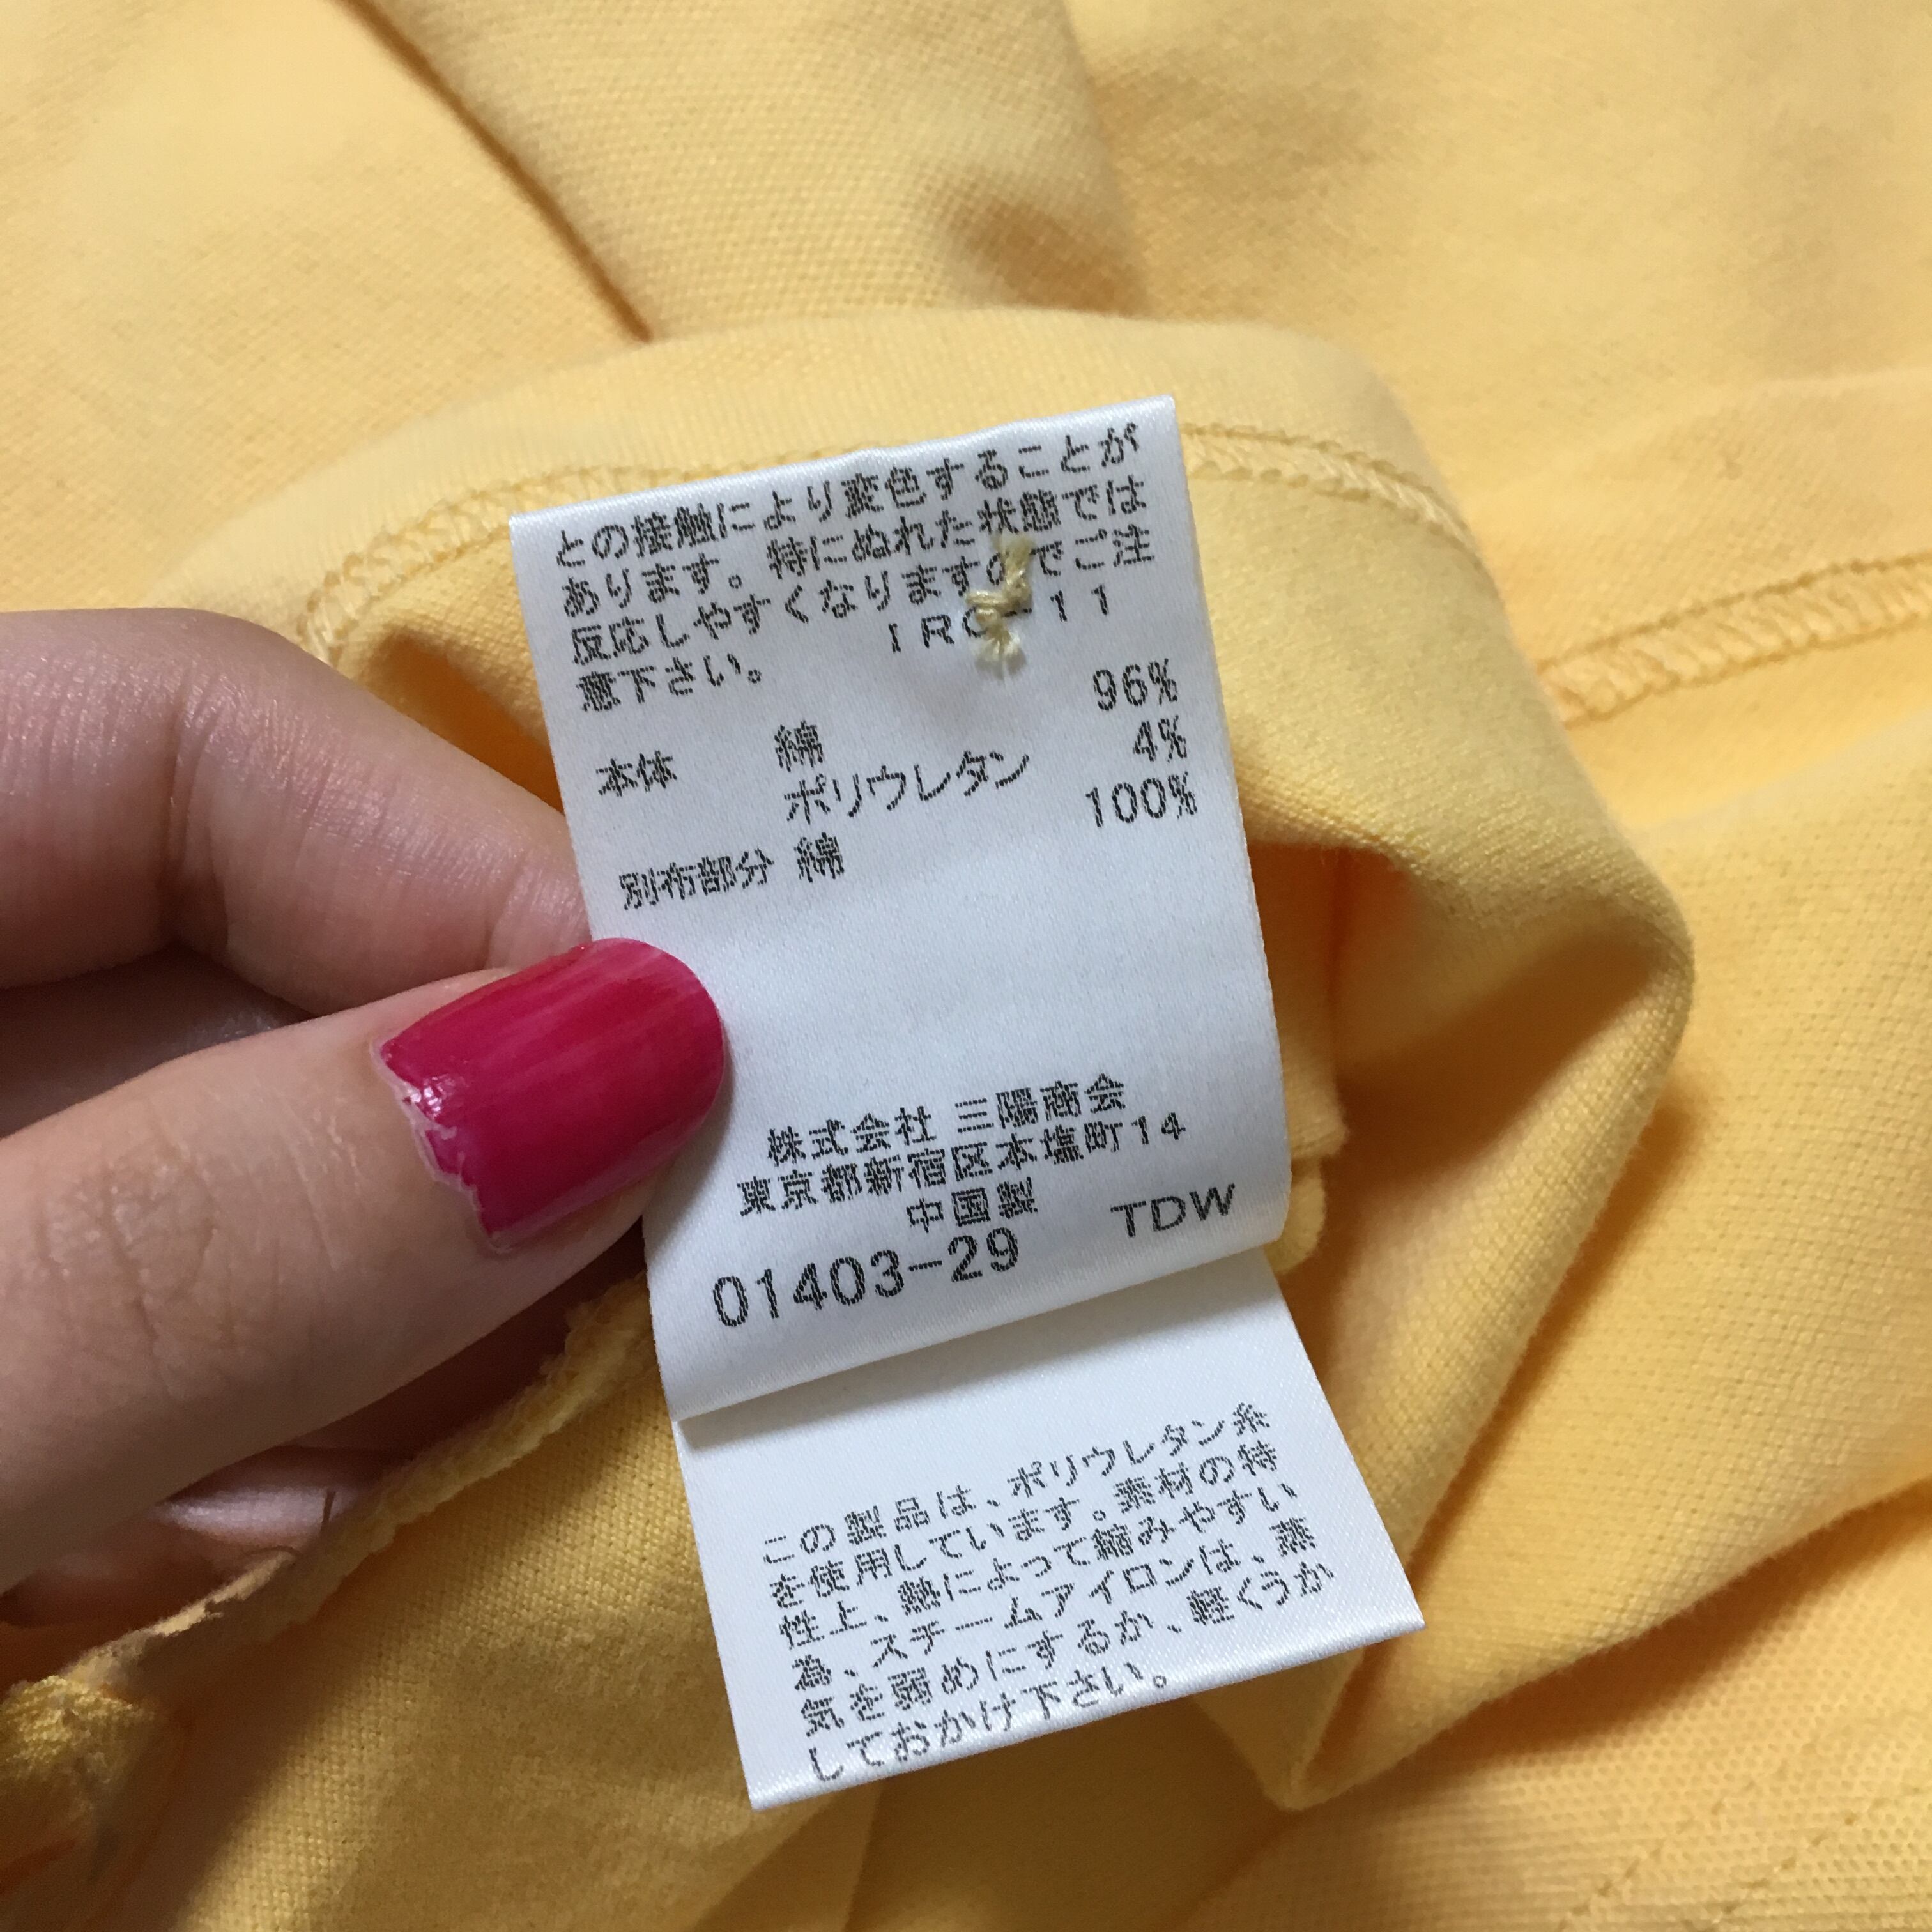 との接触により変色することが
あります。特にぬれた状態では
反応しやすくなりますのでご注
意下さい。 11
96%
本体 綿 4%
ポリウレタン 100%
別布部分 綿
株式会社 三陽商会
東京都新宿区本塩町14
中国製 TDW
01403-29
この製品は、ポリウレタン糸
を使用しています。素材の特
性上、熱によって縮みやすい
為、スチームアイロンは、蒸
気を弱めにするか、軽くうか
しておかけ下さい。